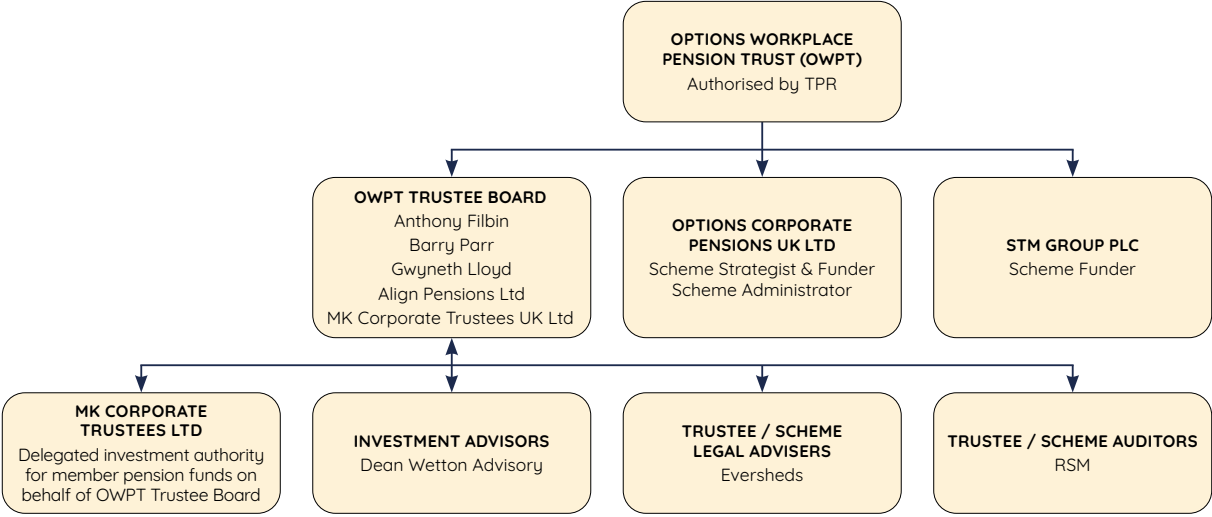 OPTIONS WORKPLACE
PENSION TRUST (OWPT)
Authorised by TPR
OWPT TRUSTEE BOARD
Anthony Filbin
Barry Parr
Gwyneth Lloyd
Align Pensions Ltd
MK Corporate Trustees UK Ltd
OPTIONS CORPORATE
PENSIONS UK LTD
Scheme Strategist & Funder
Scheme Administrator
STM GROUP PLC
Scheme Funder
MK CORPORATE
TRUSTEES LTD
Delegated investment authority
for member pension funds on
behalf of OWPT Trustee Board
INVESTMENT ADVISORS
Dean Wetton Advisory
TRUSTEE / SCHEME
LEGAL ADVISERS
Eversheds
TRUSTEE / SCHEME AUDITORS
RSM